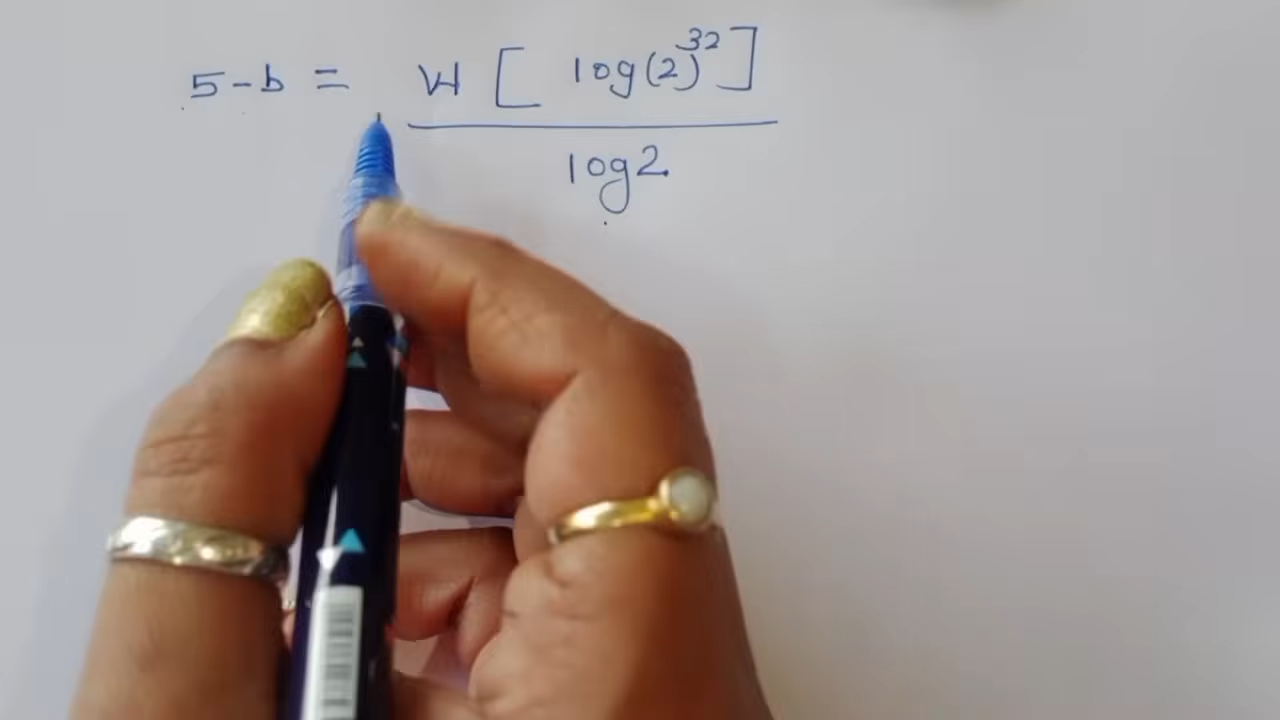 5-b = W [ log(2)^32 ]
log2.